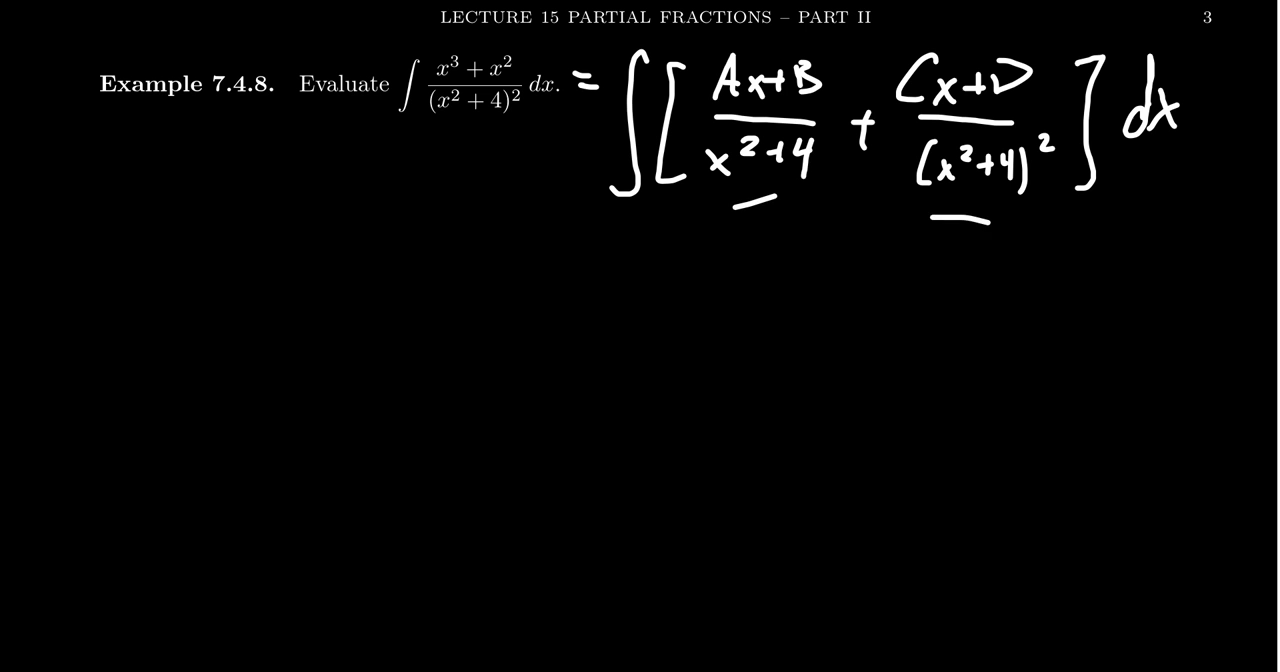 LECTURE 15 PARTIAL FRACTIONS – PART II 3
Example 7.4.8. Evaluate ∫ (x³ + x²)/((x² + 4)²) dx. = ∫ [ (Ax+B)/(x²+4) + (Cx+D)/((x²+4)²) ] dx